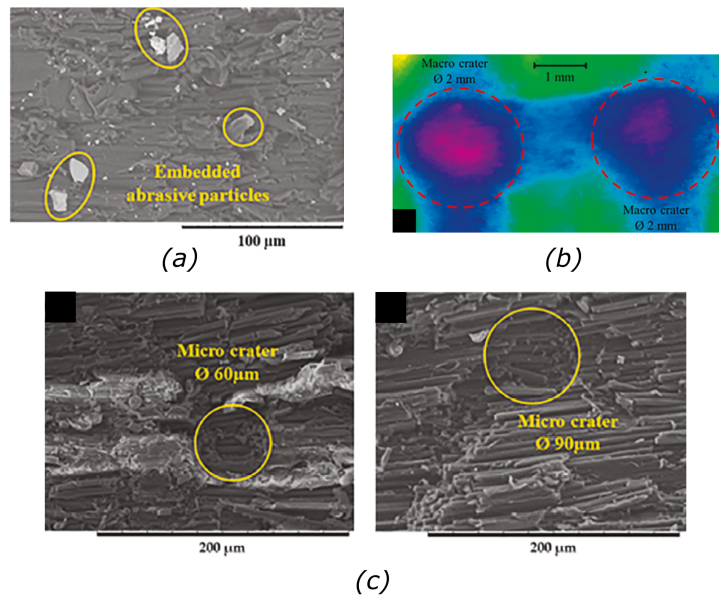 Embedded
abrasive particles
100 µm
(a)
Macro crater
Ø 2 mm
1 mm
Macro crater
Ø 2 mm
(b)
Micro crater
Ø 60µm
200 µm
Micro crater
Ø 90µm
200 µm
(c)